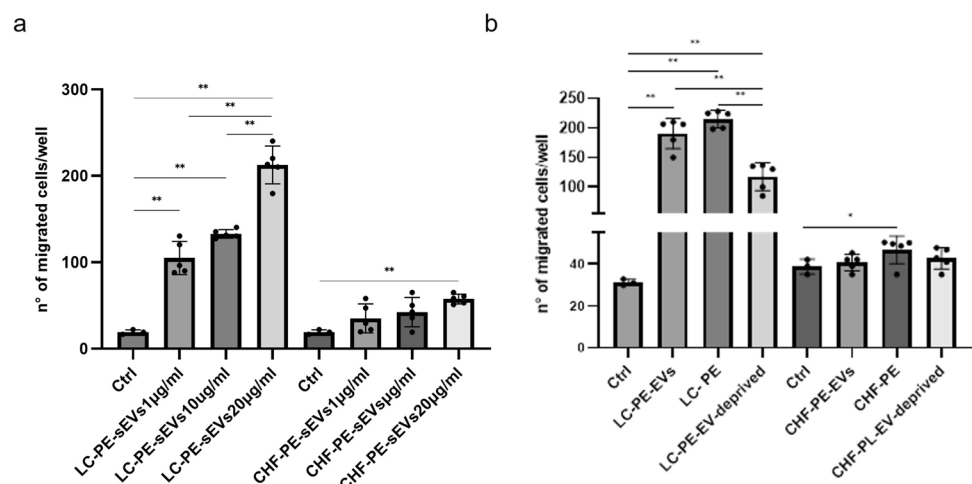 a
b
n° of migrated cells/well
300
200
100
0
**
**
**
**
**
**
Ctrl
LC-PE-sEVs1µg/ml
LC-PE-sEVs10ug/ml
LC-PE-sEVs20µg/ml
Ctrl
CHF-PE-sEVs1µg/ml
CHF-PE-sEVsµg/ml
CHF-PE-sEVs20µg/ml
n° of migrated cells/well
250
200
150
100
40
20
0
**
**
**
**
**
*
Ctrl
LC-PE-EVs
LC- PE
LC-PE-EV-deprived
Ctrl
CHF-PE-EVs
CHF-PE
CHF-PL-EV-deprived